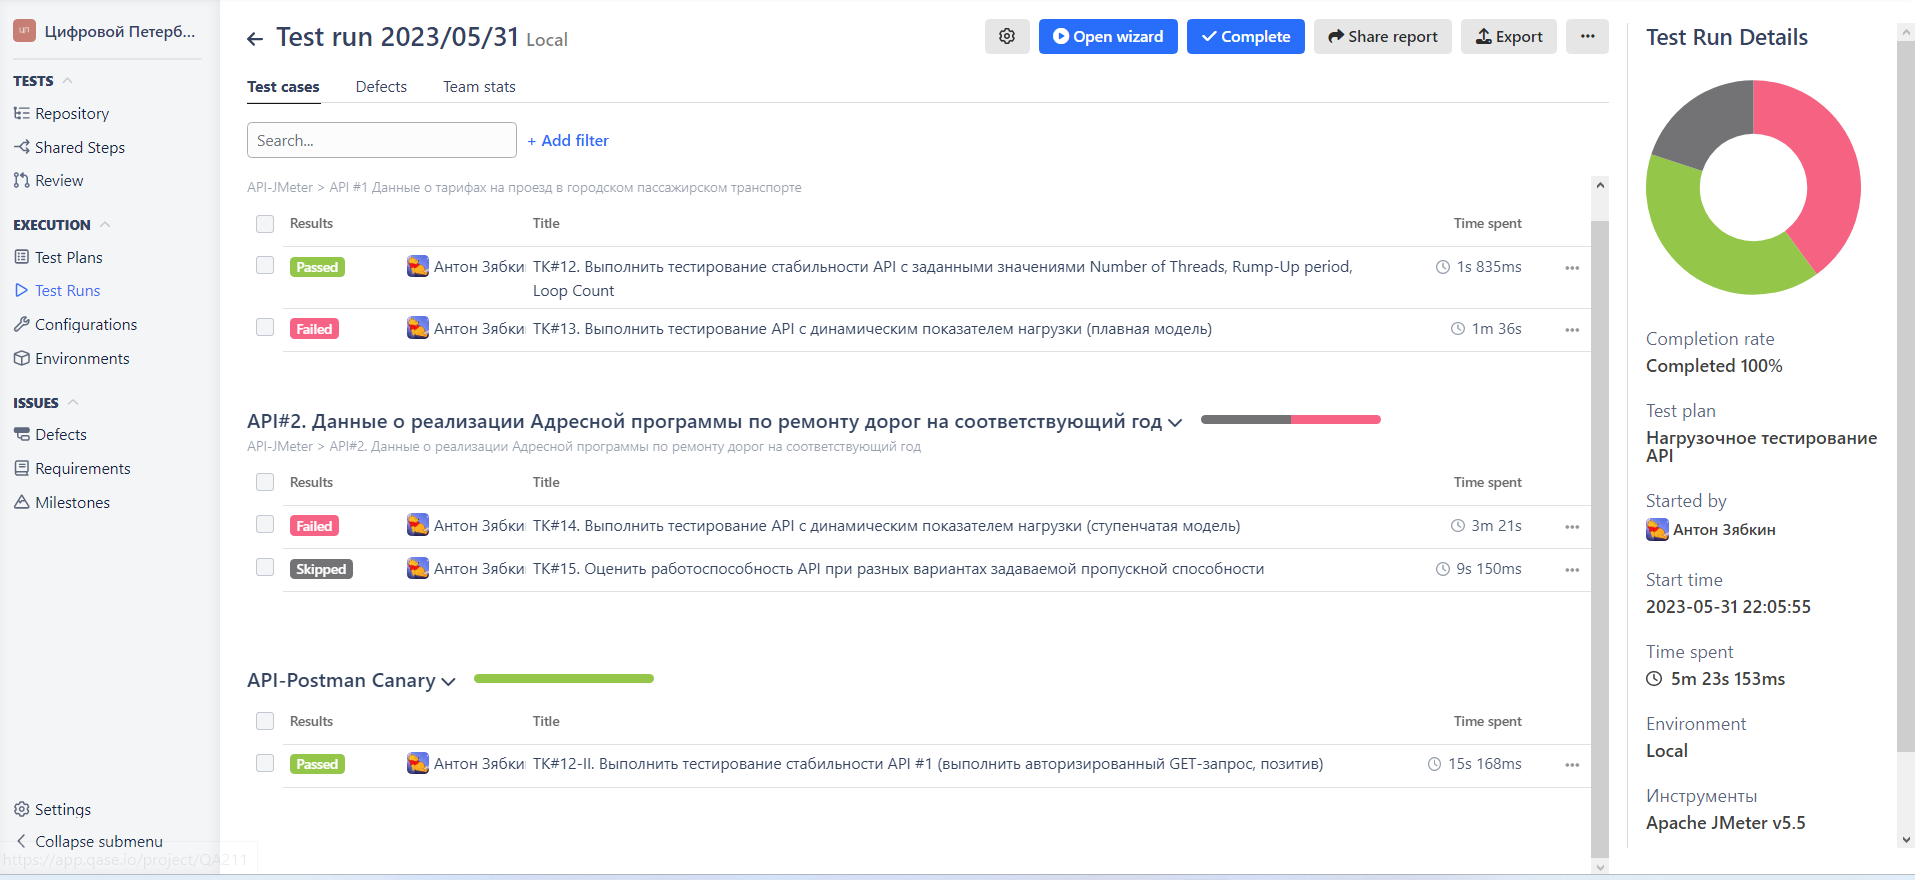 ЦП
Цифровой Петерб...
TESTS
Repository
Shared Steps
Review
EXECUTION
Test Plans
Test Runs
Configurations
Environments
ISSUES
Defects
Requirements
Milestones
Settings
Collapse submenu
https://app.qase.io/project/QA211
Test run 2023/05/31 Local
Open wizard
Complete
Share report
Export
Test cases Defects Team stats
Search...
+ Add filter
API-JMeter > API #1 Данные о тарифах на проезд в городском пассажирском транспорте
Results Title Time spent
Passed Антон Зябки ТК#12. Выполнить тестирование стабильности API с заданными значениями Number of Threads, Rump-Up period, 1s 835ms
Loop Count
Failed Антон Зябки ТК#13. Выполнить тестирование API с динамическим показателем нагрузки (плавная модель) 1m 36s
API#2. Данные о реализации Адресной программы по ремонту дорог на соответствующий год
API-JMeter > API#2. Данные о реализации Адресной программы по ремонту дорог на соответствующий год
Results Title Time spent
Failed Антон Зябки ТК#14. Выполнить тестирование API с динамическим показателем нагрузки (ступенчатая модель) 3m 21s
Skipped Антон Зябки ТК#15. Оценить работоспособность API при разных вариантах задаваемой пропускной способности 9s 150ms
API-Postman Canary
Results Title Time spent
Passed Антон Зябки ТК#12-II. Выполнить тестирование стабильности API #1 (выполнить авторизированный GET-запрос, позитив) 15s 168ms
Test Run Details
Completion rate
Completed 100%
Test plan
Нагрузочное тестирование
API
Started by
Антон Зябкин
Start time
2023-05-31 22:05:55
Time spent
5m 23s 153ms
Environment
Local
Инструменты
Apache JMeter v5.5